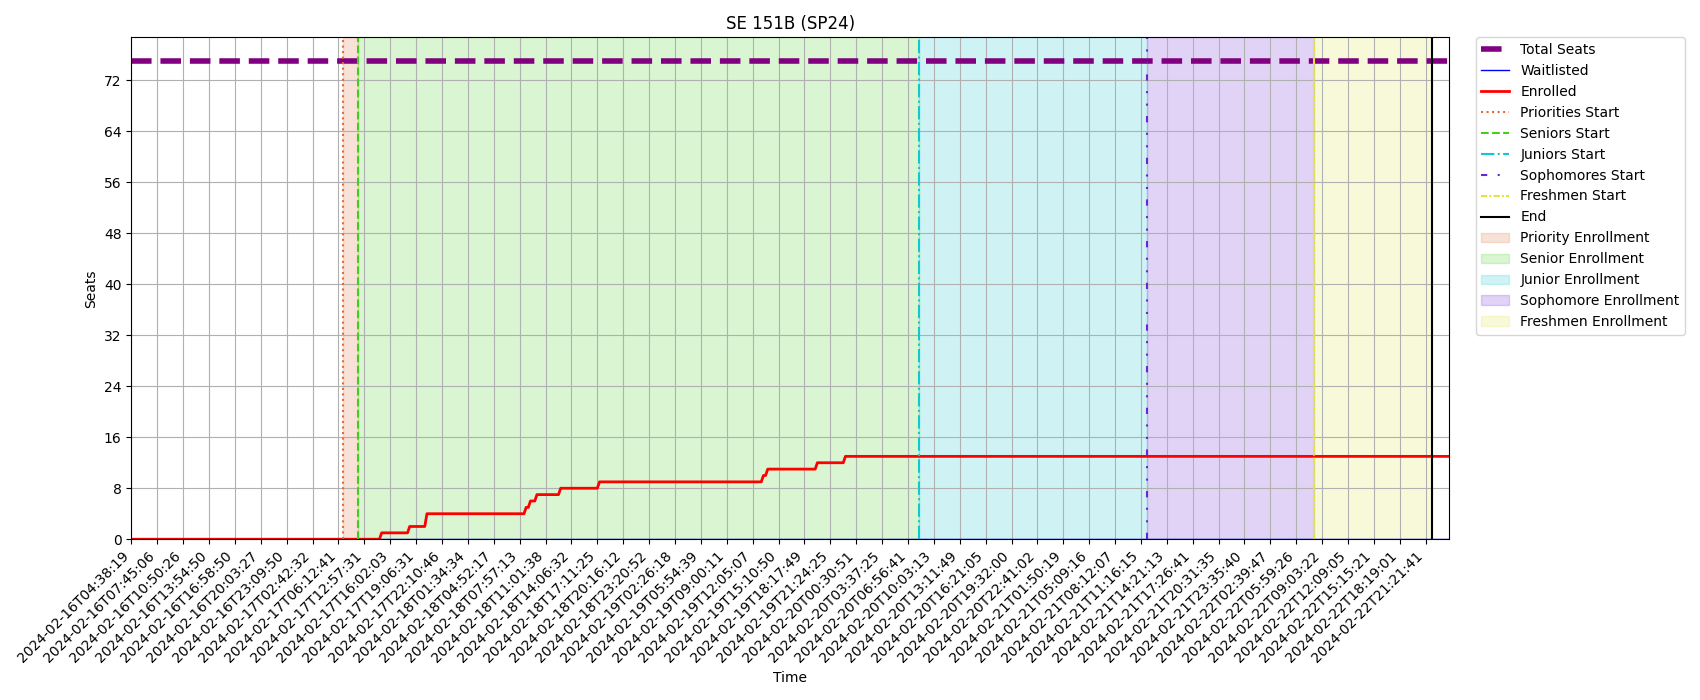 SE 151B (SP24)
Total Seats
Waitlisted
Enrolled
Priorities Start
Seniors Start
Juniors Start
Sophomores Start
Freshmen Start
End
Priority Enrollment
Senior Enrollment
Junior Enrollment
Sophomore Enrollment
Freshmen Enrollment
Seats
72
64
56
48
40
32
24
16
8
0
2024-02-16T04:38:19
2024-02-16T07:45:06
2024-02-16T10:50:26
2024-02-16T13:54:50
2024-02-16T16:58:50
2024-02-16T20:03:27
2024-02-16T23:09:50
2024-02-17T02:42:32
2024-02-17T06:12:41
2024-02-17T12:57:31
2024-02-17T16:02:03
2024-02-17T19:06:31
2024-02-17T22:10:46
2024-02-18T01:34:34
2024-02-18T04:52:17
2024-02-18T07:57:13
2024-02-18T11:01:38
2024-02-18T14:06:32
2024-02-18T17:11:25
2024-02-18T20:16:12
2024-02-18T23:20:52
2024-02-19T02:26:18
2024-02-19T05:54:39
2024-02-19T09:00:11
2024-02-19T12:05:07
2024-02-19T15:10:50
2024-02-19T18:17:49
2024-02-19T21:24:25
2024-02-20T00:30:51
2024-02-20T03:37:25
2024-02-20T06:56:41
2024-02-20T10:03:13
2024-02-20T13:11:49
2024-02-20T16:21:05
2024-02-20T19:32:00
2024-02-20T22:41:02
2024-02-21T01:50:19
2024-02-21T05:09:16
2024-02-21T08:12:07
2024-02-21T11:16:15
2024-02-21T14:21:13
2024-02-21T17:26:41
2024-02-21T20:31:35
2024-02-21T23:35:40
2024-02-22T02:39:47
2024-02-22T05:59:26
2024-02-22T09:03:22
2024-02-22T12:09:05
2024-02-22T15:15:21
2024-02-22T18:19:01
2024-02-22T21:21:41
Time